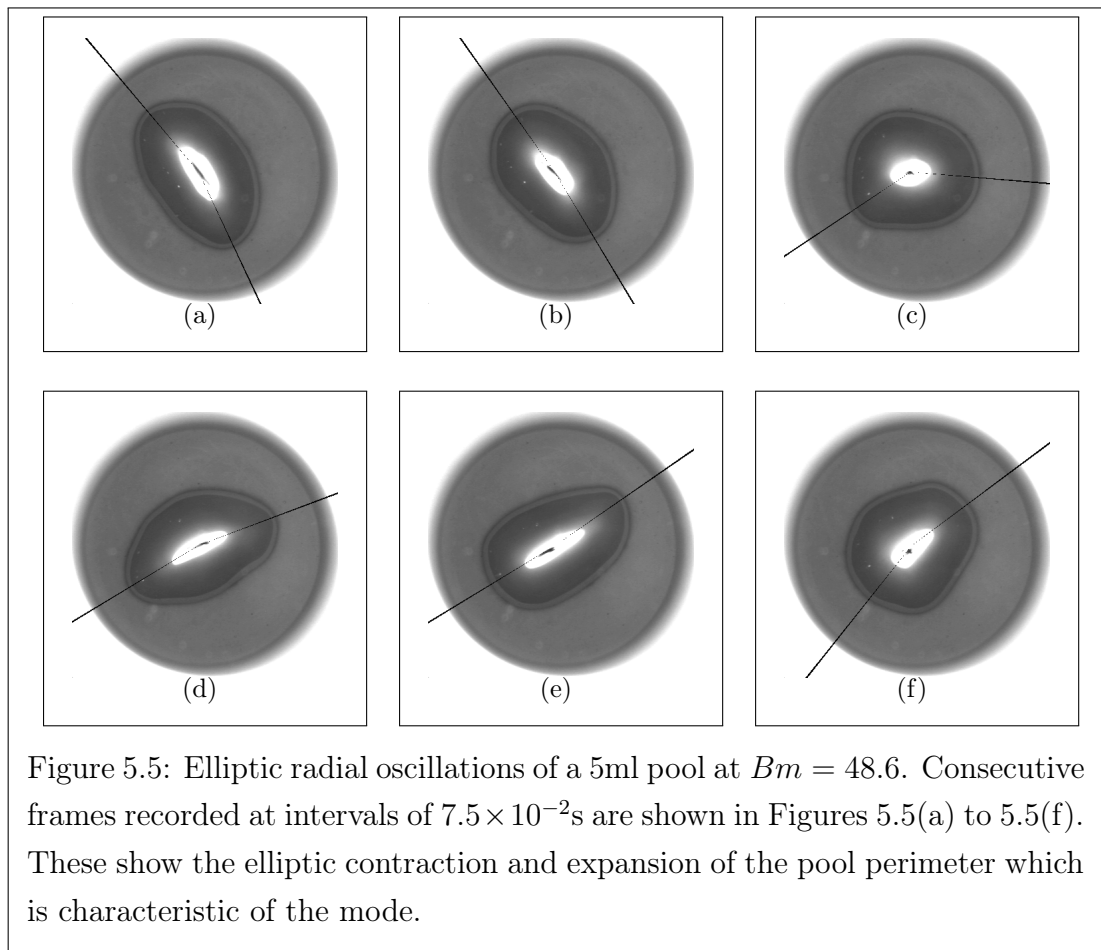 (a)
(b)
(c)
(d)
(e)
(f)
Figure 5.5: Elliptic radial oscillations of a 5ml pool at Bm = 48.6. Consecutive
frames recorded at intervals of 7.5×10⁻²s are shown in Figures 5.5(a) to 5.5(f).
These show the elliptic contraction and expansion of the pool perimeter which
is characteristic of the mode.